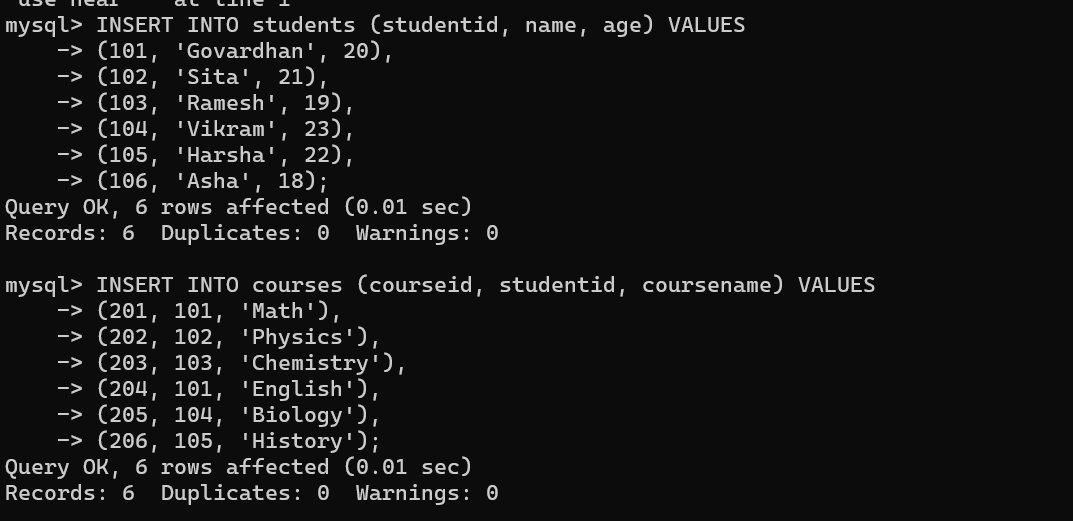 use near '' at line 1
mysql> INSERT INTO students (studentid, name, age) VALUES
    -> (101, 'Govardhan', 20),
    -> (102, 'Sita', 21),
    -> (103, 'Ramesh', 19),
    -> (104, 'Vikram', 23),
    -> (105, 'Harsha', 22),
    -> (106, 'Asha', 18);
Query OK, 6 rows affected (0.01 sec)
Records: 6  Duplicates: 0  Warnings: 0

mysql> INSERT INTO courses (courseid, studentid, coursename) VALUES
    -> (201, 101, 'Math'),
    -> (202, 102, 'Physics'),
    -> (203, 103, 'Chemistry'),
    -> (204, 101, 'English'),
    -> (205, 104, 'Biology'),
    -> (206, 105, 'History');
Query OK, 6 rows affected (0.01 sec)
Records: 6  Duplicates: 0  Warnings: 0